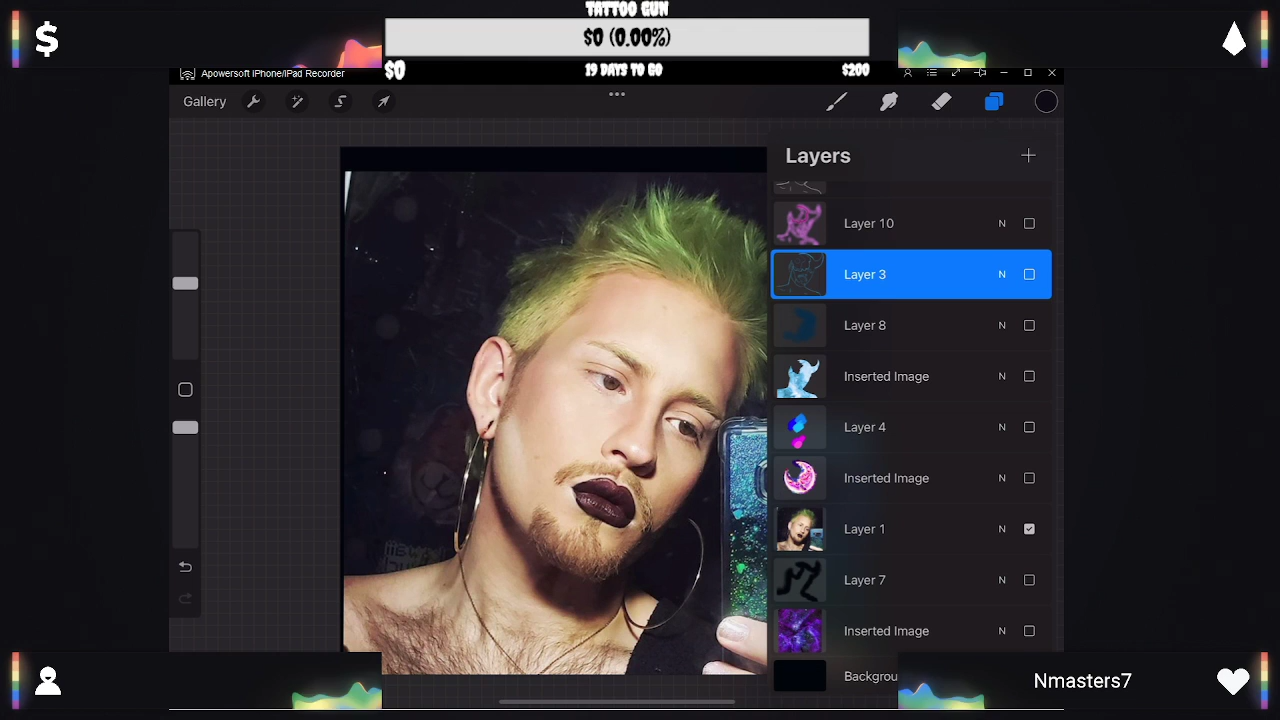 TATTOO GUN
$0 (0.00%)
$
Apowersoft iPhone/iPad Recorder
$0
19 DAYS TO GO
$200
Gallery
Layers
Layer 10
N
Layer 3
N
Layer 8
N
Inserted Image
N
Layer 4
N
Inserted Image
N
Layer 1
N
Layer 7
N
Inserted Image
N
Backgrou
Nmasters7